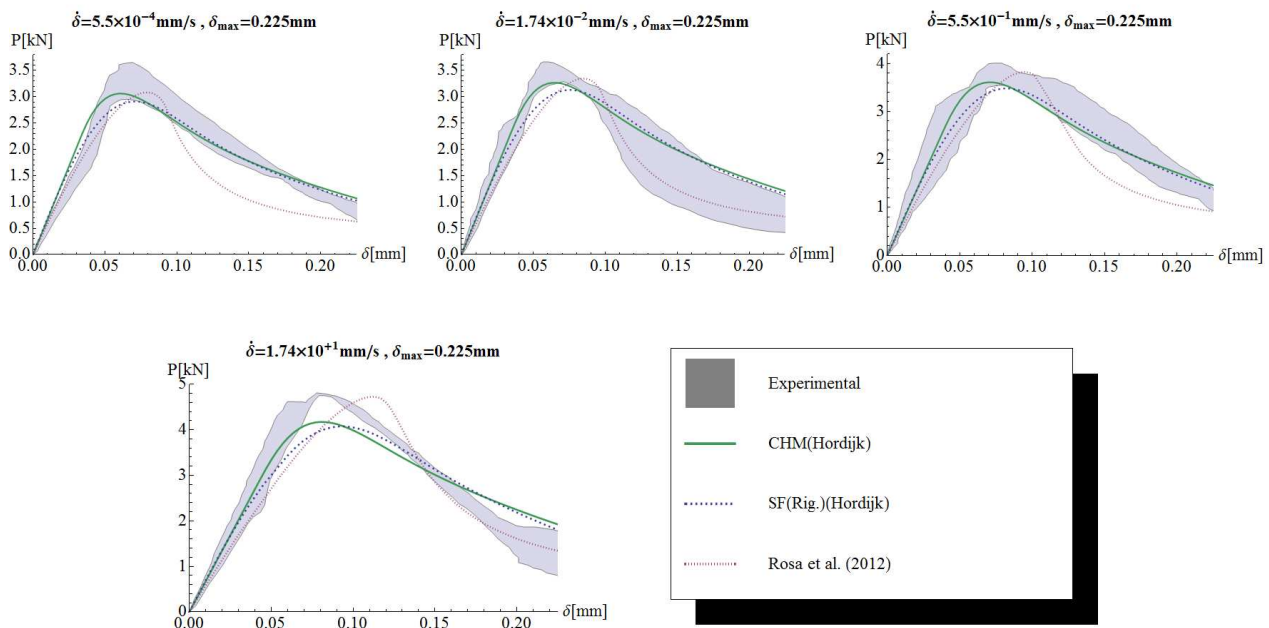 δ̇=5.5×10⁻⁴mm/s , δmax=0.225mm
P[kN]
3.5
3.0
2.5
2.0
1.5
1.0
0.5
0.0
0.00 0.05 0.10 0.15 0.20
δ[mm]
δ̇=1.74×10⁻²mm/s , δmax=0.225mm
P[kN]
3.5
3.0
2.5
2.0
1.5
1.0
0.5
0.0
0.00 0.05 0.10 0.15 0.20
δ[mm]
δ̇=5.5×10⁻¹mm/s , δmax=0.225mm
P[kN]
4
3
2
1
0
0.00 0.05 0.10 0.15 0.20
δ[mm]
δ̇=1.74×10⁺¹mm/s , δmax=0.225mm
P[kN]
5
4
3
2
1
0
0.00 0.05 0.10 0.15 0.20
δ[mm]
Experimental
CHM(Hordijk)
SF(Rig.)(Hordijk)
Rosa et al. (2012)